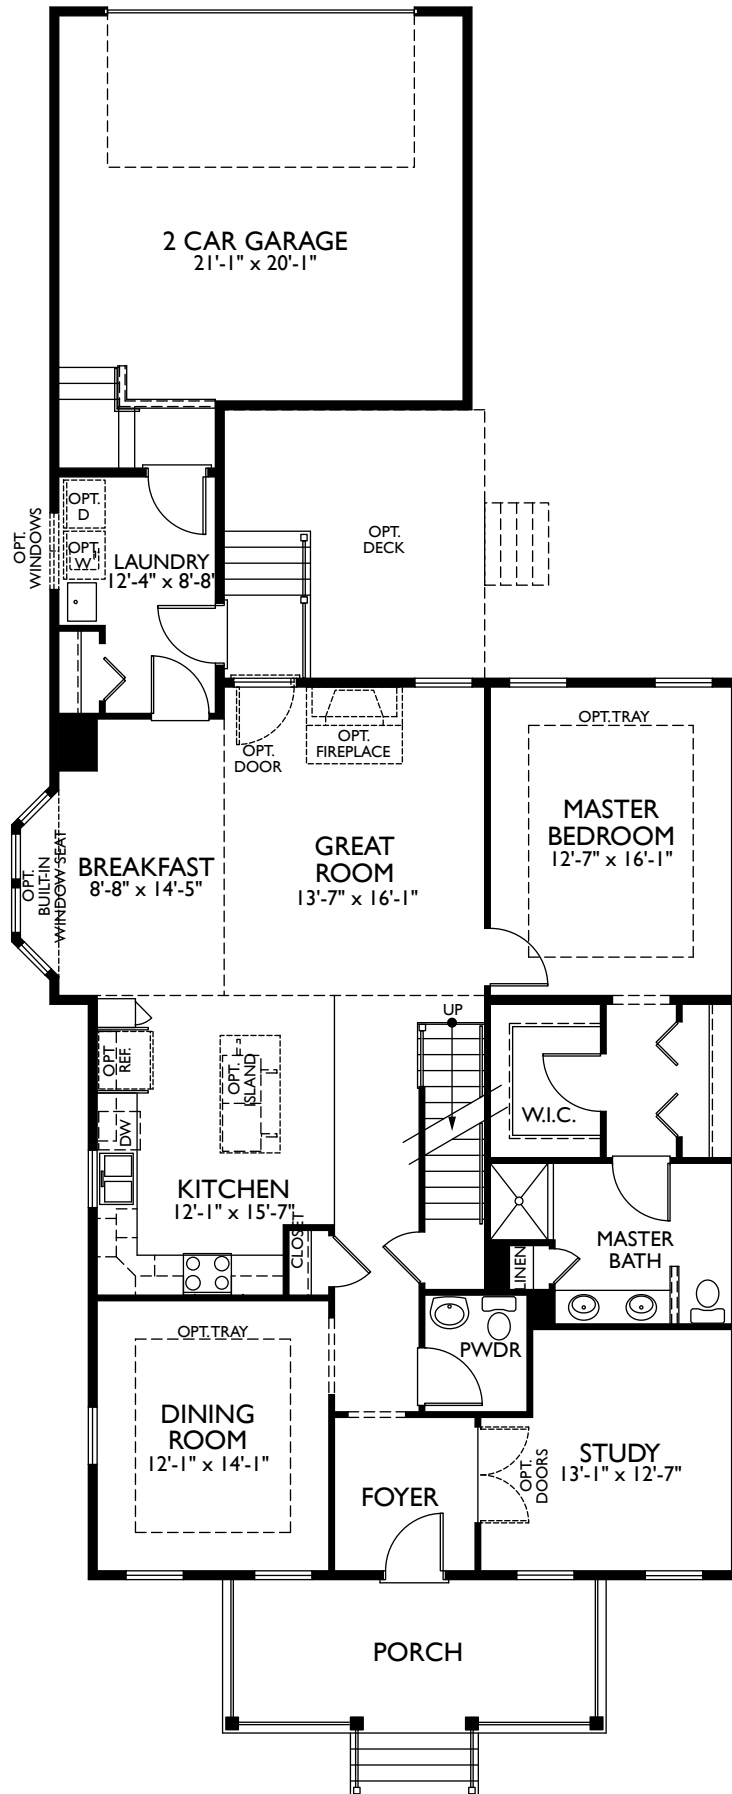 2 CAR GARAGE
21'-1" x 20'-1"
OPT.
D
OPT.
W
OPT.
WINDOWS
LAUNDRY
12'-4" x 8'-8"
OPT.
DECK
OPT.
DOOR
OPT.
FIREPLACE
OPT.TRAY
MASTER
BEDROOM
12'-7" x 16'-1"
GREAT
ROOM
13'-7" x 16'-1"
BREAKFAST
8'-8" x 14'-5"
OPT.
BUILT-IN
WINDOW SEAT
UP
OPT
REF.
OPT.
ISLAND
DW
W.I.C.
KITCHEN
12'-1" x 15'-7"
CLOSET
LINEN
MASTER
BATH
OPT.TRAY
PWDR
DINING
ROOM
12'-1" x 14'-1"
FOYER
OPT.
DOORS
STUDY
13'-1" x 12'-7"
PORCH